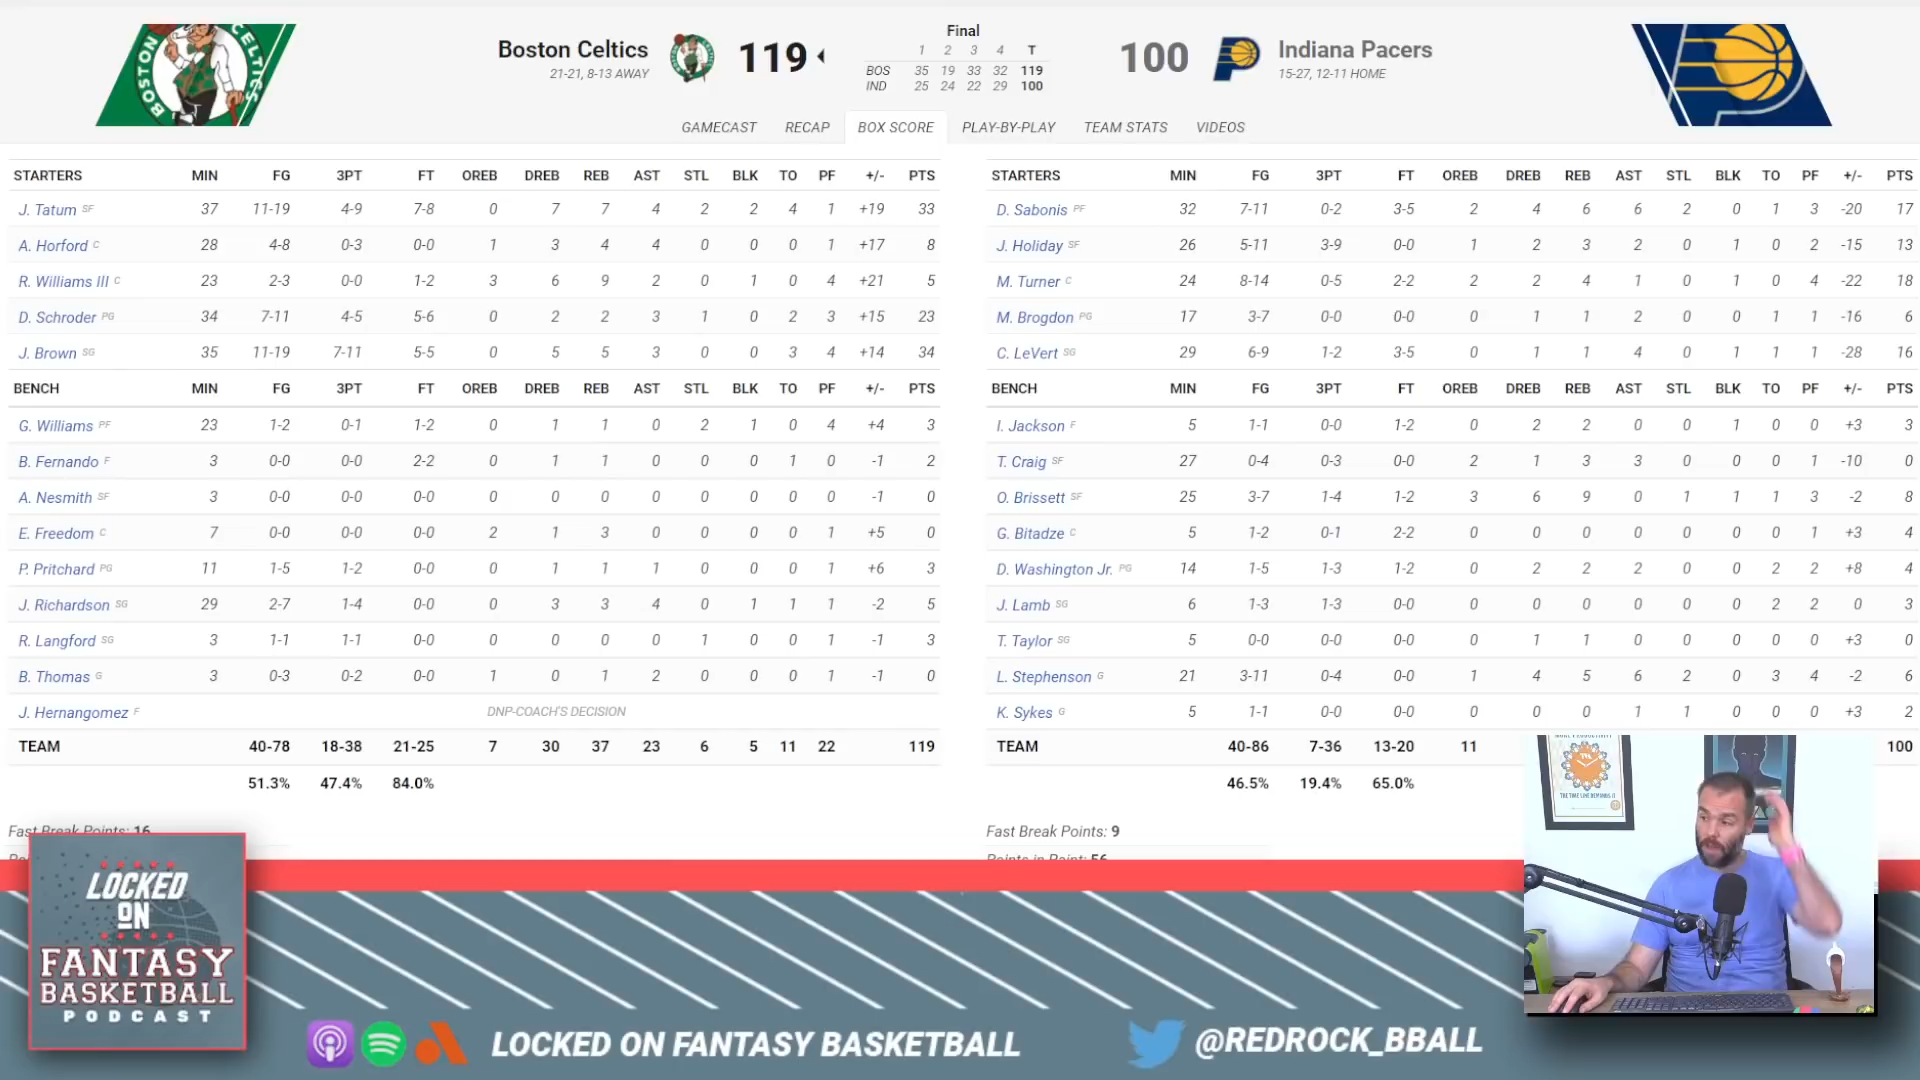 BOSTON CELTICS
Boston Celtics
21-21, 8-13 AWAY
119
Final
1 2 3 4 T
BOS 35 19 33 32 119
IND 25 24 22 29 100
100
Indiana Pacers
15-27, 12-11 HOME
GAMECAST RECAP BOX SCORE PLAY-BY-PLAY TEAM STATS VIDEOS
STARTERS MIN FG 3PT FT OREB DREB REB AST STL BLK TO PF +/- PTS
J. Tatum SF 37 11-19 4-9 7-8 0 7 7 4 2 2 4 1 +19 33
A. Horford C 28 4-8 0-3 0-0 1 3 4 4 0 0 0 1 +17 8
R. Williams III C 23 2-3 0-0 1-2 3 6 9 2 0 1 0 4 +21 5
D. Schroder PG 34 7-11 4-5 5-6 0 2 2 3 1 0 2 3 +15 23
J. Brown SG 35 11-19 7-11 5-5 0 5 5 3 0 0 3 4 +14 34
BENCH MIN FG 3PT FT OREB DREB REB AST STL BLK TO PF +/- PTS
G. Williams PF 23 1-2 0-1 1-2 0 1 1 0 2 1 0 4 +4 3
B. Fernando F 3 0-0 0-0 2-2 0 1 1 0 0 0 1 0 -1 2
A. Nesmith SF 3 0-0 0-0 0-0 0 0 0 0 0 0 0 0 -1 0
E. Freedom C 7 0-0 0-0 0-0 2 1 3 0 0 0 0 1 +5 0
P. Pritchard PG 11 1-5 1-2 0-0 0 1 1 1 0 0 0 1 +6 3
J. Richardson SG 29 2-7 1-4 0-0 0 3 3 4 0 1 1 1 -2 5
R. Langford SG 3 1-1 1-1 0-0 0 0 0 0 1 0 0 1 -1 3
B. Thomas G 3 0-3 0-2 0-0 1 0 1 2 0 0 0 1 -1 0
J. Hernangomez F DNP-COACH'S DECISION
TEAM 40-78 18-38 21-25 7 30 37 23 6 5 11 22 119
51.3% 47.4% 84.0%
Fast Break Points: 16
STARTERS MIN FG 3PT FT OREB DREB REB AST STL BLK TO PF +/- PTS
D. Sabonis PF 32 7-11 0-2 3-5 2 4 6 6 2 0 1 3 -20 17
J. Holiday SF 26 5-11 3-9 0-0 1 2 3 2 0 1 0 2 -15 13
M. Turner C 24 8-14 0-5 2-2 2 2 4 1 0 1 0 4 -22 18
M. Brogdon PG 17 3-7 0-0 0-0 0 1 1 2 0 0 1 1 -16 6
C. LeVert SG 29 6-9 1-2 3-5 0 1 1 4 0 1 1 1 -28 16
BENCH MIN FG 3PT FT OREB DREB REB AST STL BLK TO PF +/- PTS
I. Jackson F 5 1-1 0-0 1-2 0 2 2 0 0 1 0 0 +3 3
T. Craig SF 27 0-4 0-3 0-0 2 1 3 3 0 0 0 1 -10 0
O. Brissett SF 25 3-7 1-4 1-2 3 6 9 0 1 1 1 3 -2 8
G. Bitadze C 5 1-2 0-1 2-2 0 0 0 0 0 0 0 1 +3 4
D. Washington Jr. PG 14 1-5 1-3 1-2 0 2 2 2 0 0 2 2 +8 4
J. Lamb SG 6 1-3 1-3 0-0 0 0 0 0 0 0 2 2 0 3
T. Taylor SG 5 0-0 0-0 0-0 0 1 1 0 0 0 0 0 +3 0
L. Stephenson G 21 3-11 0-4 0-0 1 4 5 6 2 0 3 4 -2 6
K. Sykes G 5 1-1 0-0 0-0 0 0 0 1 1 0 0 0 +3 2
TEAM 40-86 7-36 13-20 11 100
46.5% 19.4% 65.0%
Fast Break Points: 9
Points in Paint: 56
LOCKED
ON
FANTASY
BASKETBALL
PODCAST
LOCKED ON FANTASY BASKETBALL
@REDROCK_BBALL